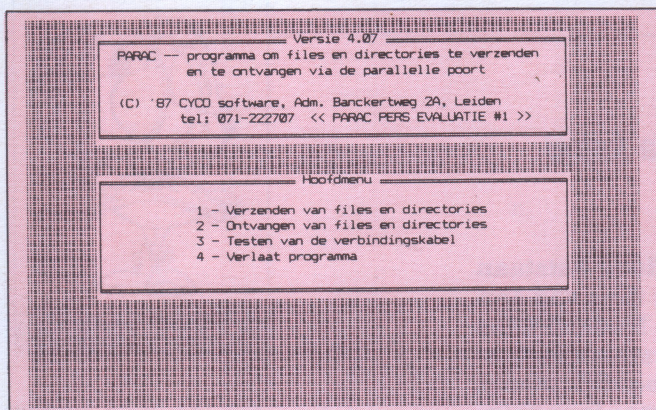 Versie 4.07
PARAC -- programma om files en directories te verzenden
en te ontvangen via de parallelle poort
(C) '87 CYCO software, Adm. Banckertweg 2A, Leiden
tel: 071-222707 << PARAC PERS EVALUATIE #1 >>
Hoofdmenu
1 - Verzenden van files en directories
2 - Ontvangen van files en directories
3 - Testen van de verbindingskabel
4 - Verlaat programma